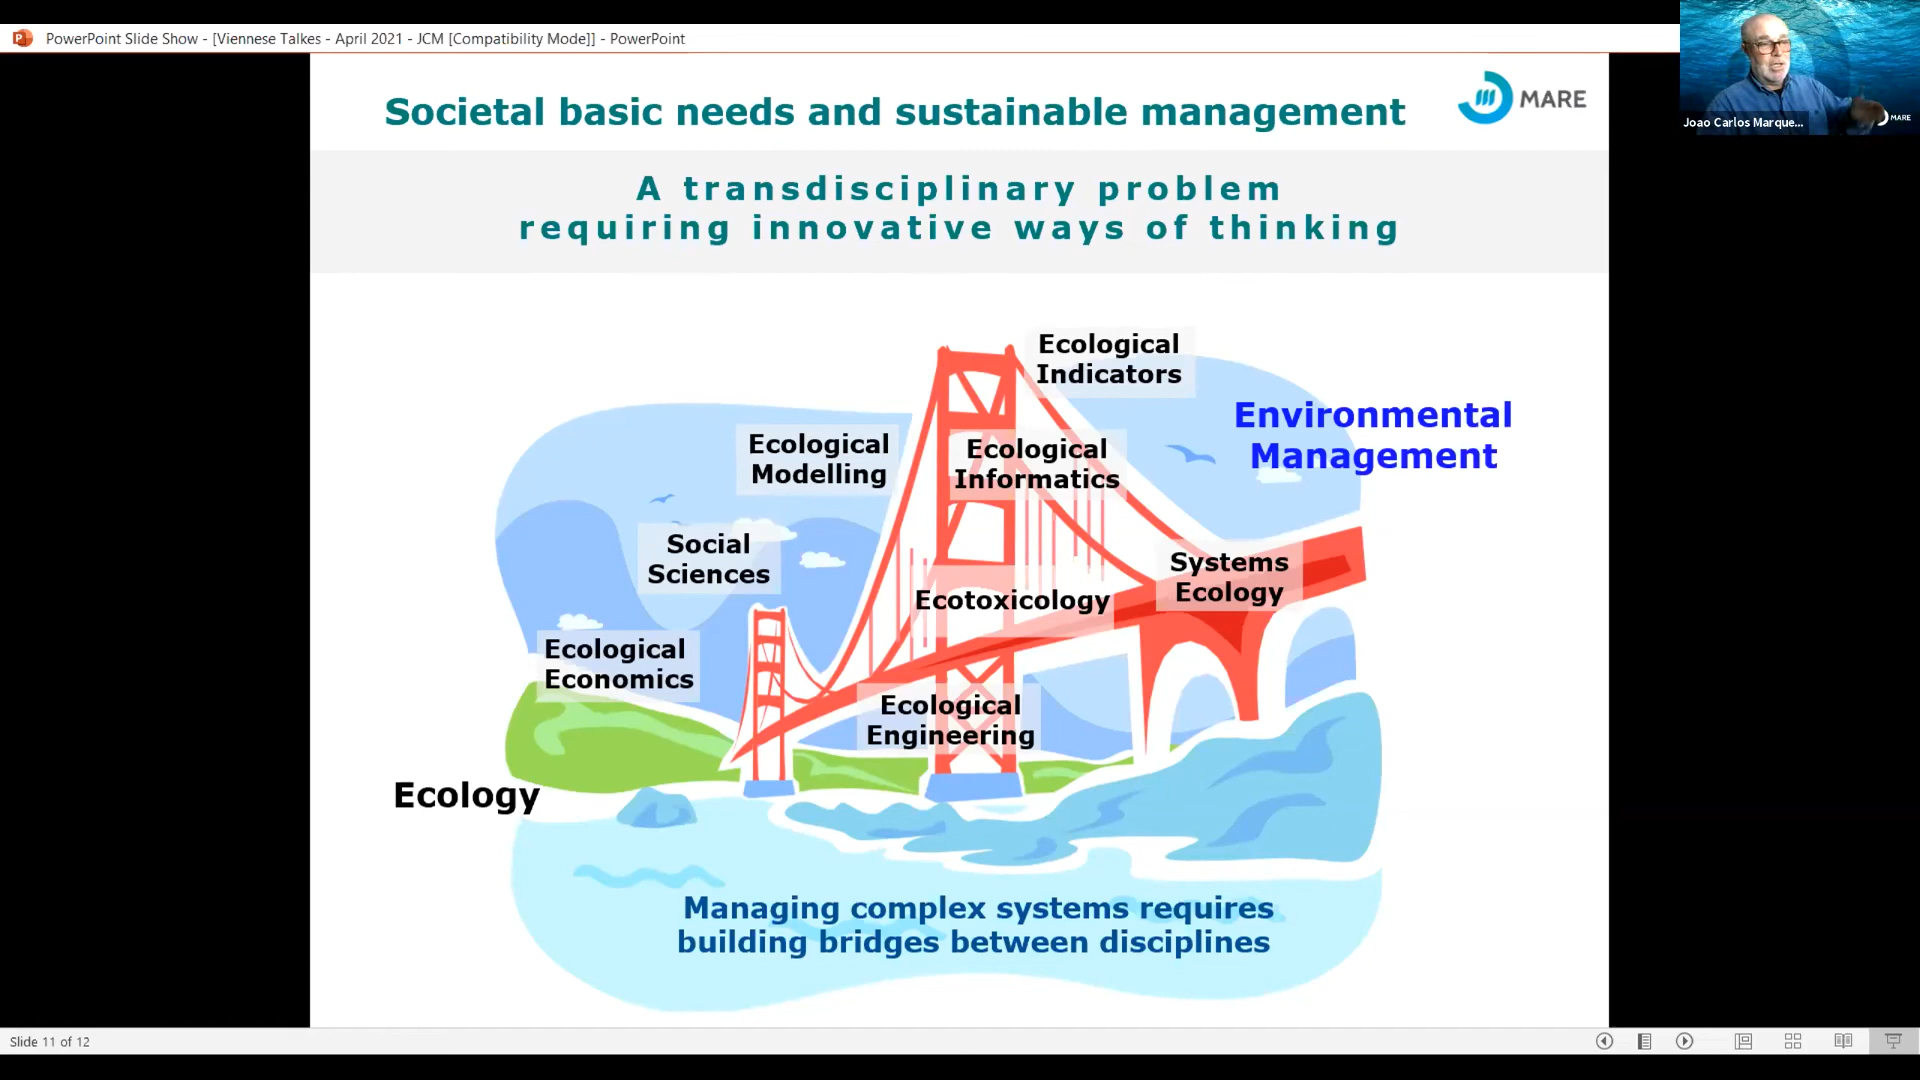 PowerPoint Slide Show - [Viennese Talkes - April 2021 - JCM [Compatibility Mode]] - PowerPoint
Joao Carlos Marque...
MARE
Societal basic needs and sustainable management
MARE
A transdisciplinary problem
requiring innovative ways of thinking
Ecological
Indicators
Environmental
Management
Ecological
Modelling
Ecological
Informatics
Social
Sciences
Systems
Ecology
Ecotoxicology
Ecological
Economics
Ecological
Engineering
Ecology
Managing complex systems requires
building bridges between disciplines
Slide 11 of 12